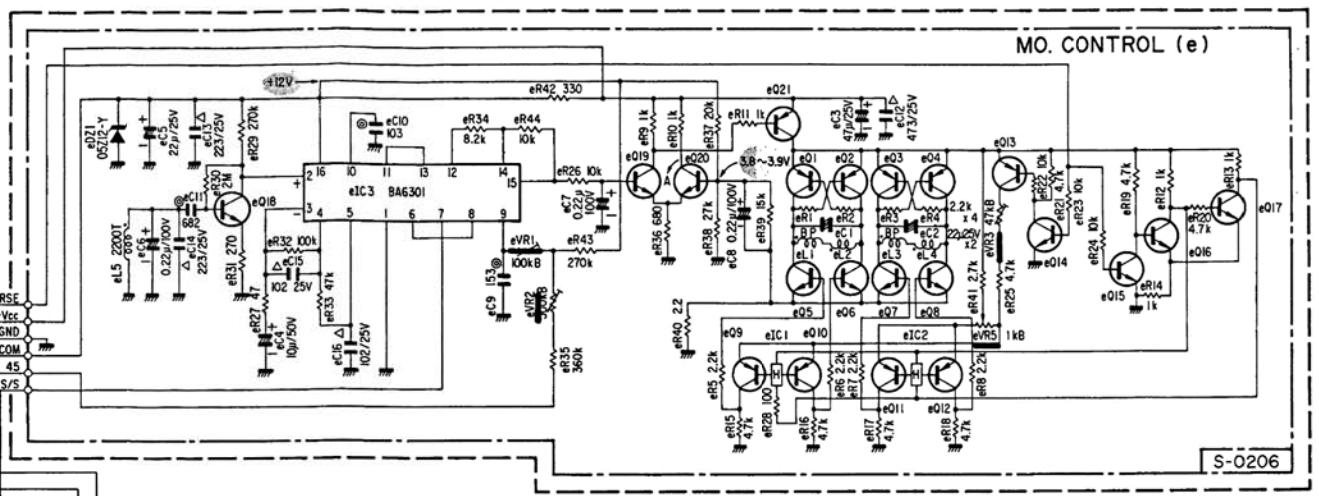 MO. CONTROL (e)
+12V
eR42 330
eQ21
eDZ1
05Z12-Y
eC5
22μ/25V
eC13
223/25V
eR29 270k
eC10
103
eR34
8.2k
eR44
10k
eR9 1k
eR10 1k
eR37 20k
eR11 1k
eC3
47μ/25V
eC12
473/25V
eQ13
3.8~3.9V
eQ19
A
eQ20
eQ1
eQ2
eQ3
eQ4
16
10
11
13
12
14
15
eIC3 BA6301
2
3
4
5
1
6
7
8
9
+
−
eR30
2M
eQ18
eC11
682
eR26 10k
eC7
0.22μ
100V
eR36 680
eR38 27k
eC8
0.22μ/100V
eR39 15k
eR1
eR2
eR3
eR4
2.2k
x 4
BP
eC1
BP
eC2
22μ25V
x2
eL1
eL2
eL3
eL4
eR22 10k
eR21 4.7k
eR23 10k
47kB
eVR3
eQ14
eR24 10k
eR19 4.7k
eR12 1k
eR13 1k
eQ17
eR20
4.7k
eQ16
eQ15
eR14
1k
eL5 2200T
eC6
0.22μ/100V
eC14
223/25V
eR31 270
eR32 100k
eC15
102 25V
eR27 47
eC4
10μ/50V
eR33 47k
eC16
102/25V
eVR1
100kB
eR43
270k
eC9 153
eVR2
500kB
eR35
360k
eR40 2.2
eQ5
eQ6
eQ7
eQ8
eR41 2.7k
eR25 4.7k
eVR5 1kB
eQ9
eIC1
eQ10
eIC2
eR5 2.2k
eR6 2.2k
eR7 2.2k
eR8 2.2k
H
H
eR28 100
eQ11
eQ12
eR15
4.7k
eR16
4.7k
eR17
4.7k
eR18
4.7k
RSE
Vcc
GND
COM
45
S/S
S-0206